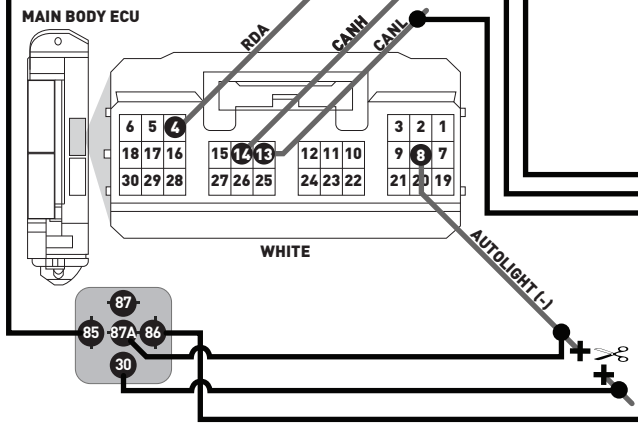 MAIN BODY ECU
RDA
CANH
CANL
6 5 4
15 14 13
12 11 10
3 2 1
18 17 16
9 8 7
30 29 28
27 26 25
24 23 22
21 20 19
WHITE
AUTOLIGHT (-)
87
85 87A 86
30